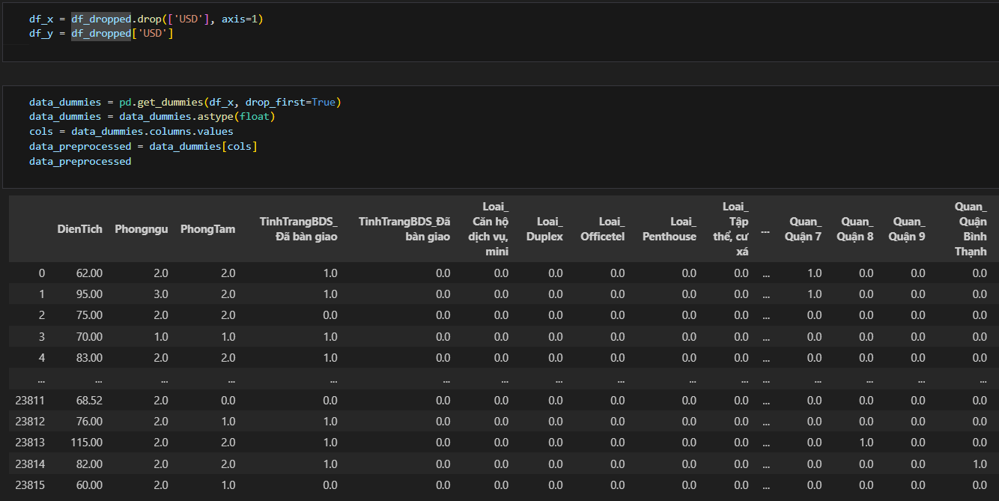 df_x = df_dropped.drop(['USD'], axis=1)
df_y = df_dropped['USD']
data_dummies = pd.get_dummies(df_x, drop_first=True)
data_dummies = data_dummies.astype(float)
cols = data_dummies.columns.values
data_preprocessed = data_dummies[cols]
data_preprocessed
DienTich Phongngu PhongTam TinhTrangBDS_ Đã bàn giao TinhTrangBDS_Đã bàn giao Loai_ Căn hộ dịch vụ, mini Loai_ Duplex Loai_ Officetel Loai_ Penthouse Loai_ Tập thể, cư xá ... Quan_ Quận 7 Quan_ Quận 8 Quan_ Quận 9 Quan_ Quận Bình Thạnh
0 62.00 2.0 2.0 1.0 0.0 0.0 0.0 0.0 0.0 0.0 ... 1.0 0.0 0.0 0.0
1 95.00 3.0 2.0 1.0 0.0 0.0 0.0 0.0 0.0 0.0 ... 1.0 0.0 0.0 0.0
2 75.00 2.0 2.0 0.0 0.0 0.0 0.0 0.0 0.0 0.0 ... 0.0 0.0 0.0 0.0
3 70.00 1.0 1.0 1.0 0.0 0.0 0.0 0.0 0.0 0.0 ... 0.0 0.0 0.0 0.0
4 83.00 2.0 2.0 1.0 0.0 0.0 0.0 0.0 0.0 0.0 ... 0.0 0.0 0.0 0.0
... ... ... ... ... ... ... ... ... ... ... ... ... ... ... ...
23811 68.52 2.0 0.0 0.0 0.0 0.0 0.0 0.0 0.0 0.0 ... 0.0 0.0 0.0 0.0
23812 76.00 2.0 1.0 1.0 0.0 0.0 0.0 0.0 0.0 0.0 ... 0.0 0.0 0.0 0.0
23813 115.00 2.0 2.0 1.0 0.0 0.0 0.0 0.0 0.0 0.0 ... 0.0 1.0 0.0 0.0
23814 82.00 2.0 2.0 1.0 0.0 0.0 0.0 0.0 0.0 0.0 ... 0.0 0.0 0.0 1.0
23815 60.00 2.0 1.0 0.0 0.0 0.0 0.0 0.0 0.0 0.0 ... 0.0 0.0 0.0 0.0